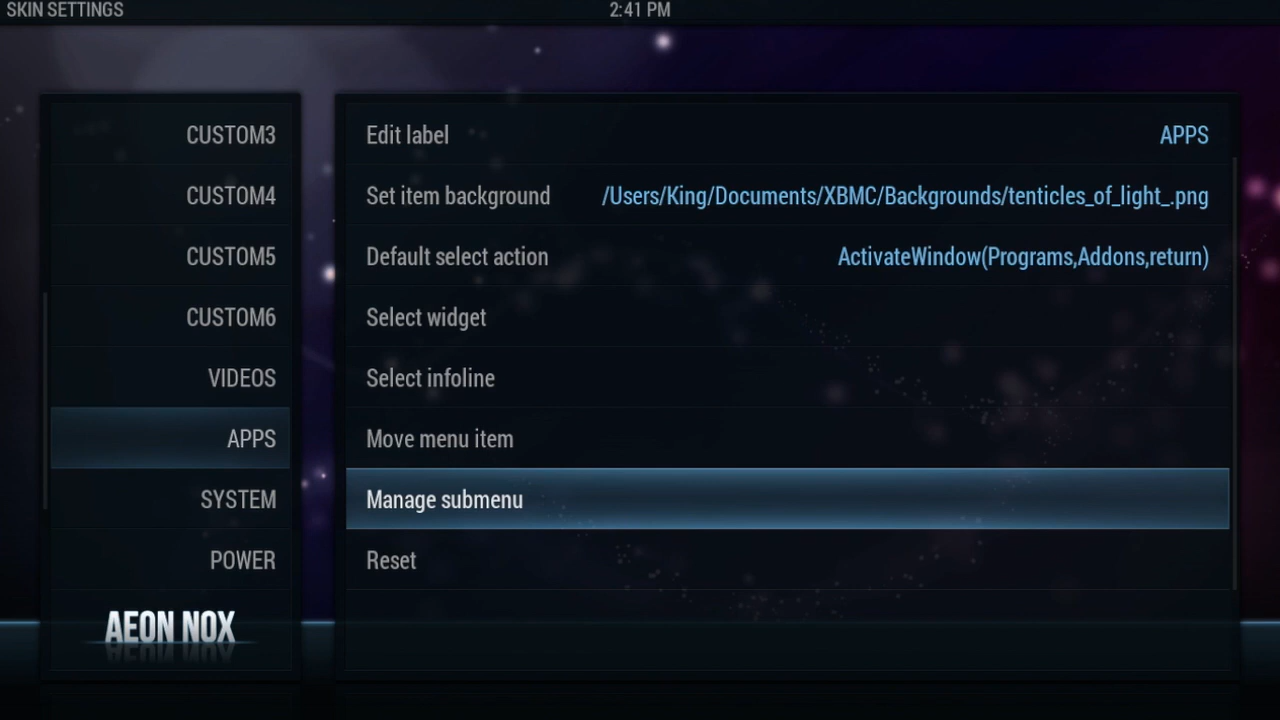 SKIN SETTINGS
2:41 PM
CUSTOM3
CUSTOM4
CUSTOM5
CUSTOM6
VIDEOS
APPS
SYSTEM
POWER
AEON NOX
Edit label APPS
Set item background /Users/King/Documents/XBMC/Backgrounds/tenticles_of_light_.png
Default select action ActivateWindow(Programs,Addons,return)
Select widget
Select infoline
Move menu item
Manage submenu
Reset